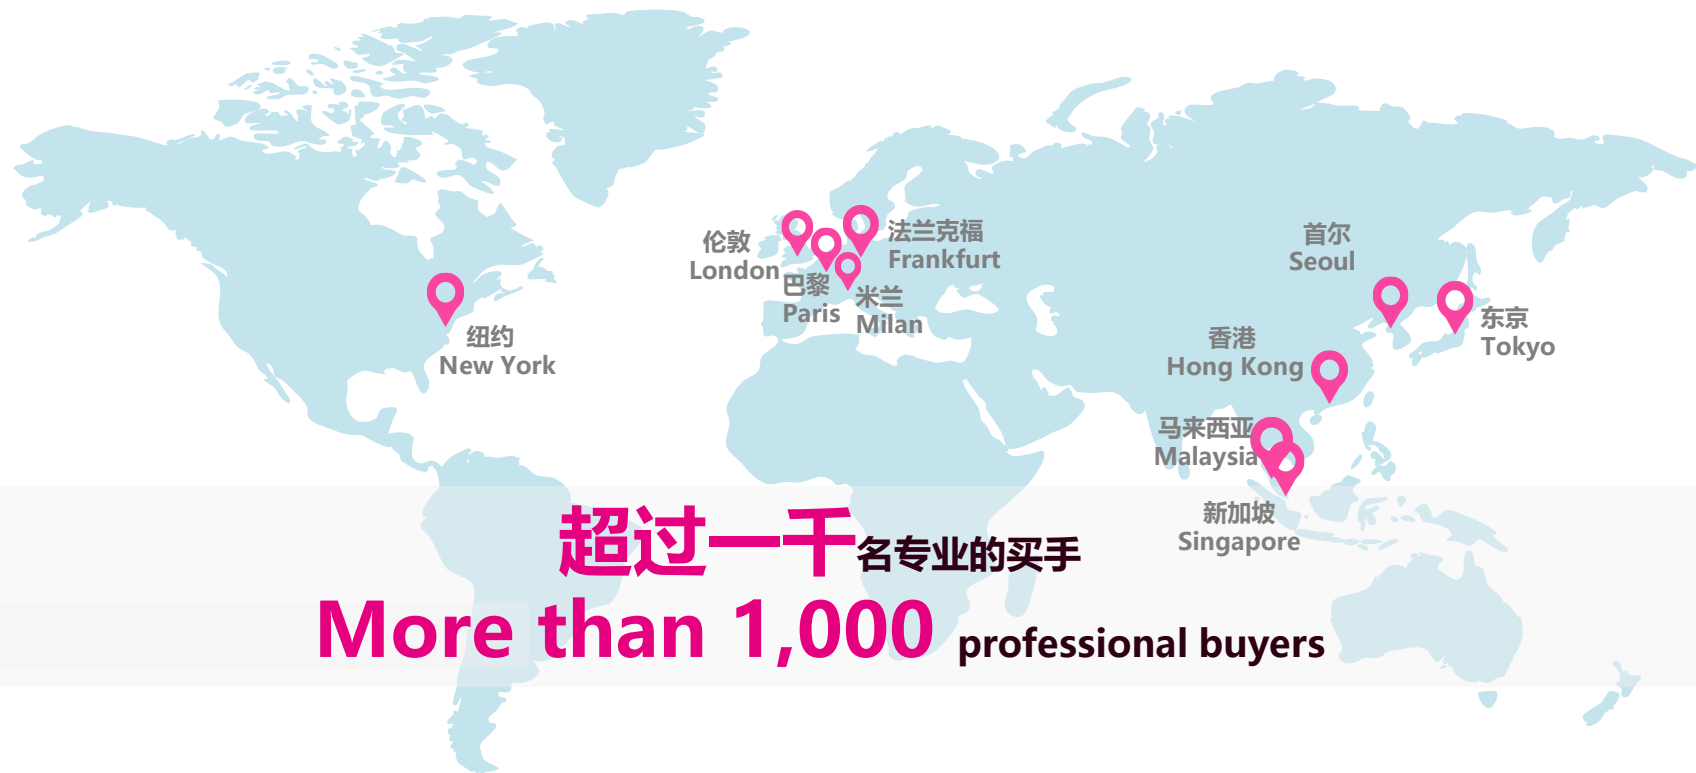 伦敦
London
法兰克福
Frankfurt
巴黎
Paris
米兰
Milan
纽约
New York
首尔
Seoul
东京
Tokyo
香港
Hong Kong
马来西亚
Malaysia
新加坡
Singapore
超过一千名专业的买手
More than 1,000 professional buyers